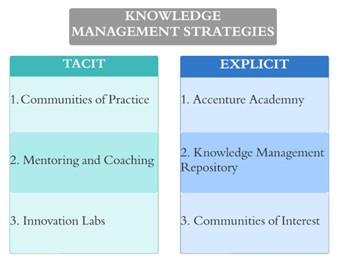 KNOWLEDGE
MANAGEMENT STRATEGIES
TACIT
1. Communities of Practice
2. Mentoring and Coaching
3. Innovation Labs
EXPLICIT
1. Accenture Academny
2. Knowledge Management
Repository
3. Communities of Interest